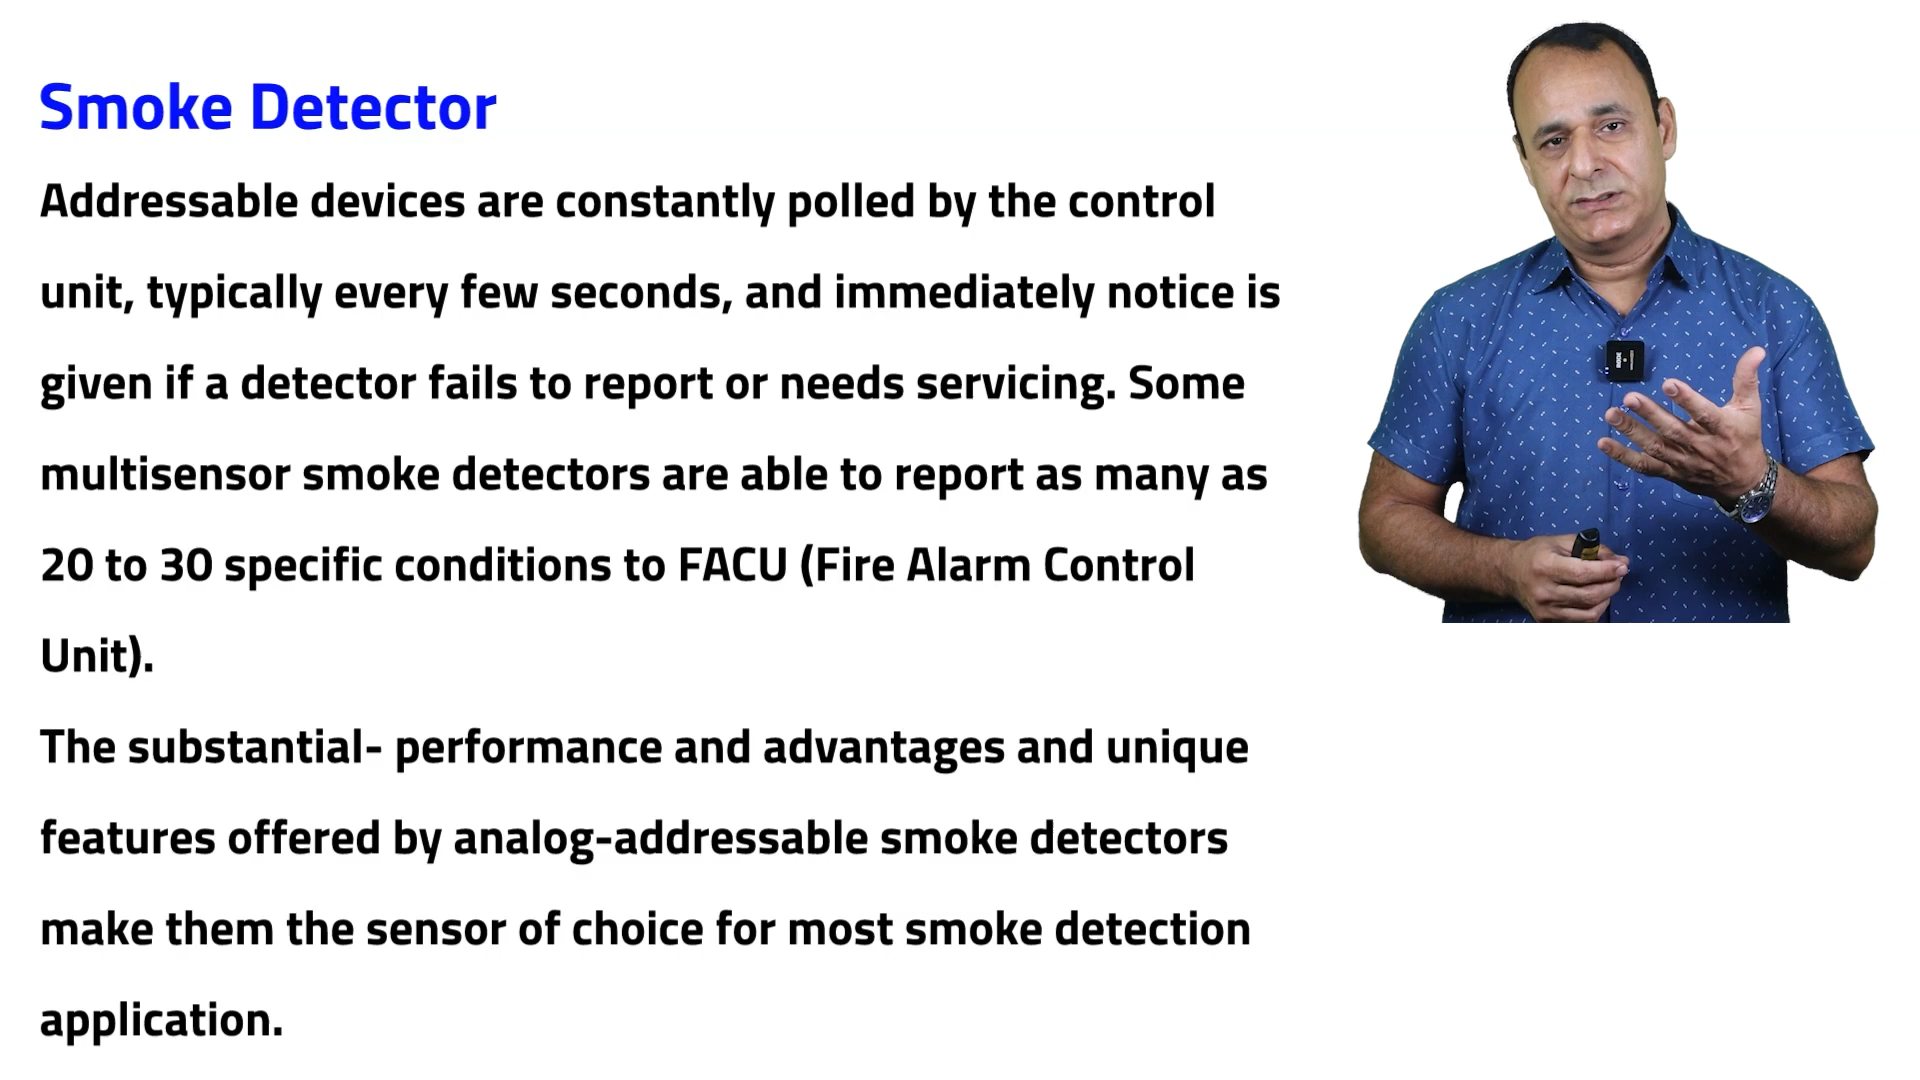 Smoke Detector
Addressable devices are constantly polled by the control
unit, typically every few seconds, and immediately notice is
given if a detector fails to report or needs servicing. Some
multisensor smoke detectors are able to report as many as
20 to 30 specific conditions to FACU (Fire Alarm Control
Unit).
The substantial- performance and advantages and unique
features offered by analog-addressable smoke detectors
make them the sensor of choice for most smoke detection
application.
RODE